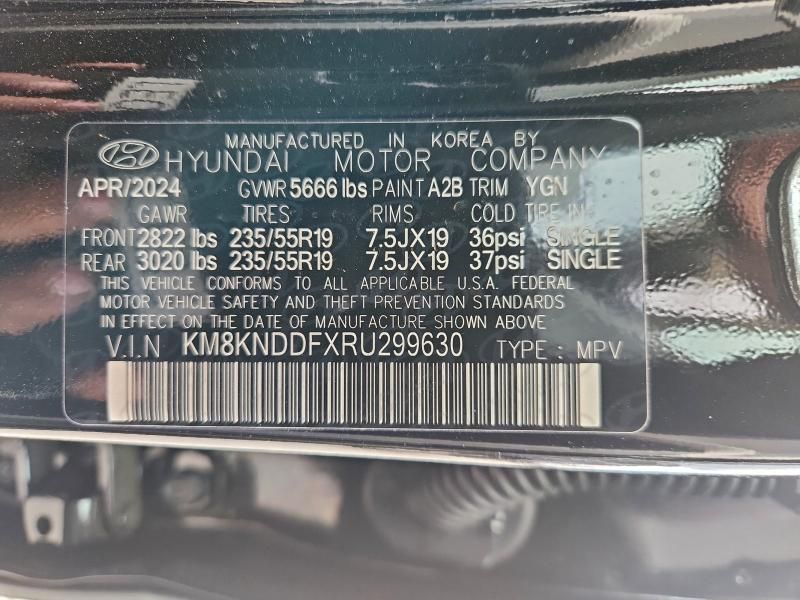 MANUFACTURED IN KOREA BY
HYUNDAI MOTOR COMPANY
APR/2024 GVWR 5666 lbs PAINT A2B TRIM YGN
GAWR TIRES RIMS COLD TIRE INF
FRONT 2822 lbs 235/55R19 7.5JX19 36psi SINGLE
REAR 3020 lbs 235/55R19 7.5JX19 37psi SINGLE
THIS VEHICLE CONFORMS TO ALL APPLICABLE U.S.A. FEDERAL
MOTOR VEHICLE SAFETY AND THEFT PREVENTION STANDARDS
IN EFFECT ON THE DATE OF MANUFACTURE SHOWN ABOVE
V.I.N KM8KNDDFXRU299630 TYPE : MPV